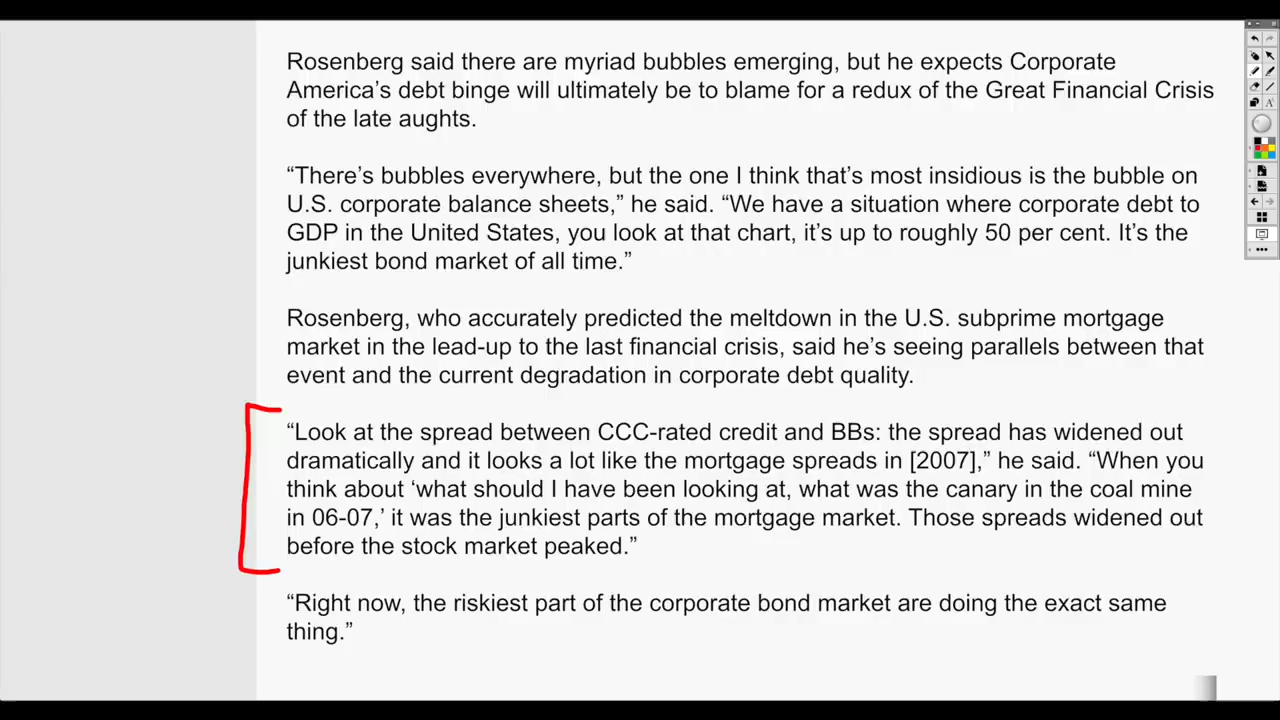 Rosenberg said there are myriad bubbles emerging, but he expects Corporate
America’s debt binge will ultimately be to blame for a redux of the Great Financial Crisis
of the late aughts.
“There’s bubbles everywhere, but the one I think that’s most insidious is the bubble on
U.S. corporate balance sheets,” he said. “We have a situation where corporate debt to
GDP in the United States, you look at that chart, it’s up to roughly 50 per cent. It’s the
junkiest bond market of all time.”
Rosenberg, who accurately predicted the meltdown in the U.S. subprime mortgage
market in the lead-up to the last financial crisis, said he’s seeing parallels between that
event and the current degradation in corporate debt quality.
“Look at the spread between CCC-rated credit and BBs: the spread has widened out
dramatically and it looks a lot like the mortgage spreads in [2007],” he said. “When you
think about ‘what should I have been looking at, what was the canary in the coal mine
in 06-07,’ it was the junkiest parts of the mortgage market. Those spreads widened out
before the stock market peaked.”
“Right now, the riskiest part of the corporate bond market are doing the exact same
thing.”